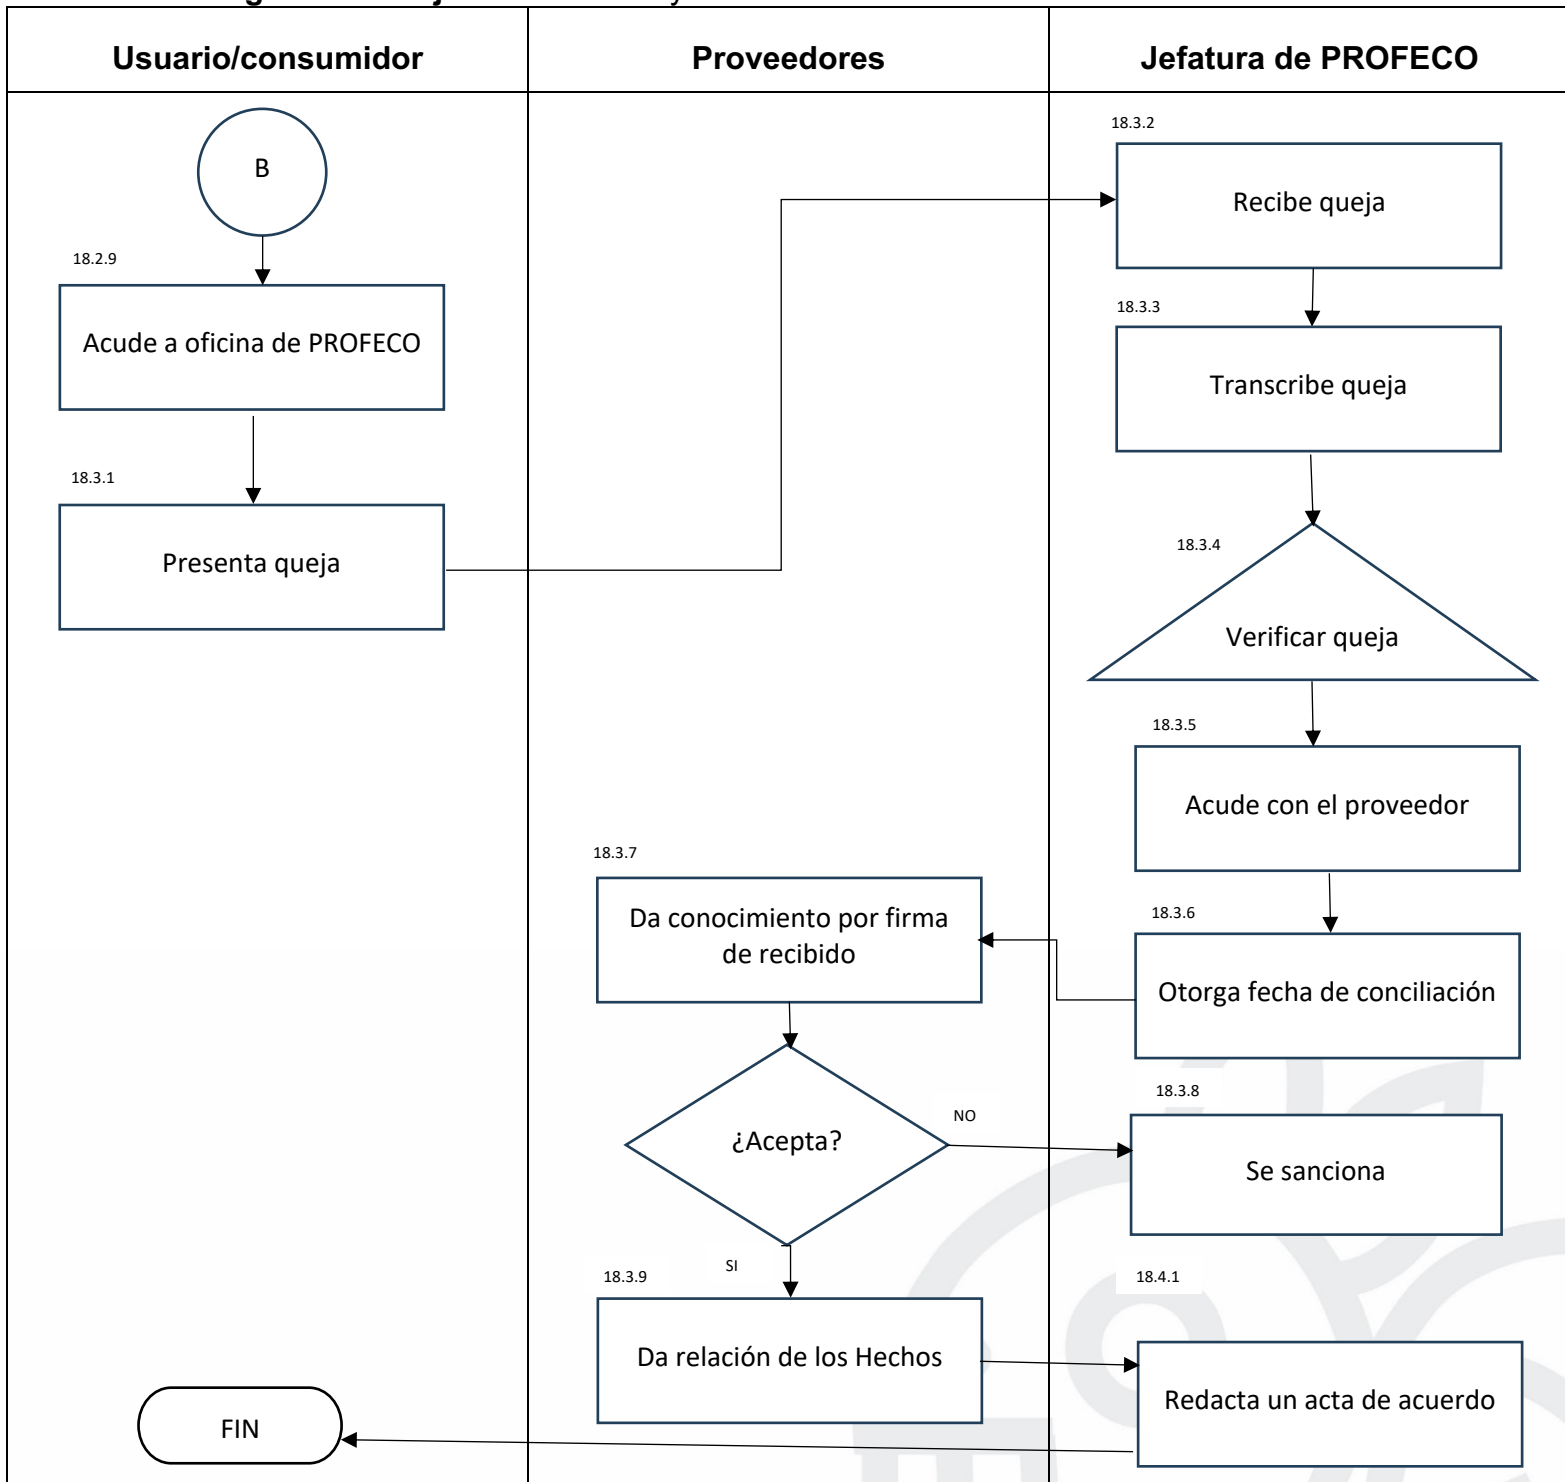 Usuario/consumidor
Proveedores
Jefatura de PROFECO
B
18.2.9
Acude a oficina de PROFECO
18.3.1
Presenta queja
18.3.2
Recibe queja
18.3.3
Transcribe queja
18.3.4
Verificar queja
18.3.5
Acude con el proveedor
18.3.6
Otorga fecha de conciliación
18.3.7
Da conocimiento por firma
de recibido
¿Acepta?
NO
18.3.8
Se sanciona
SI
18.3.9
Da relación de los Hechos
18.4.1
Redacta un acta de acuerdo
FIN